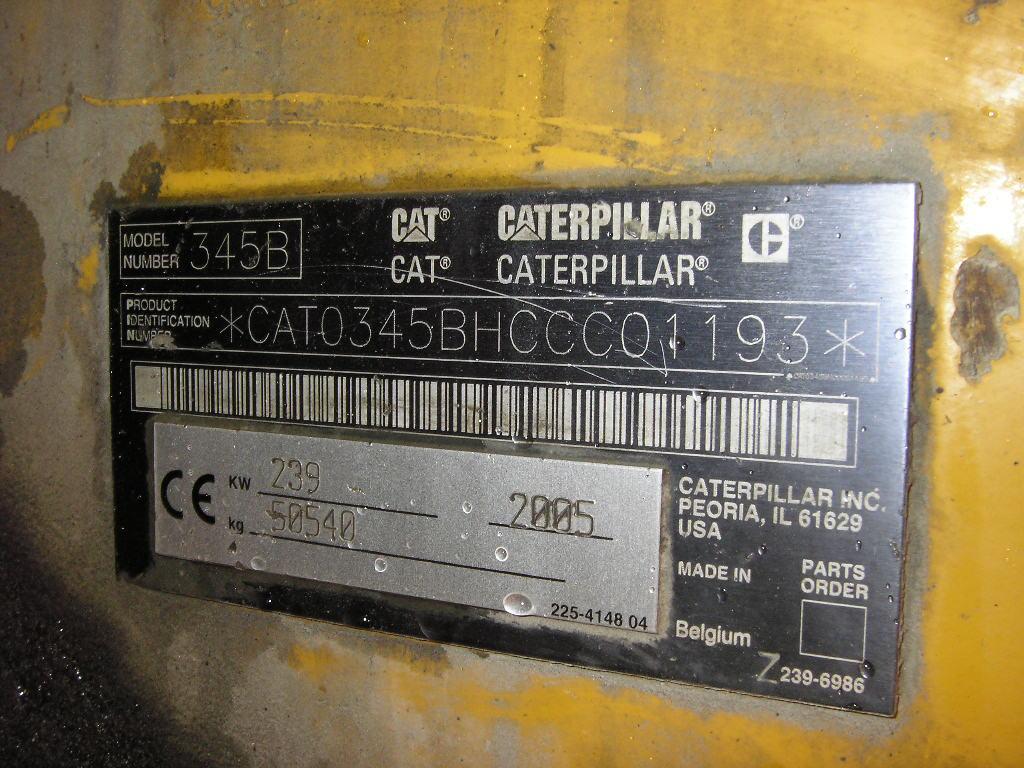 MODEL NUMBER 345B
CAT® CATERPILLAR® ®
CAT® CATERPILLAR®
PRODUCT IDENTIFICATION NUMBER *CAT0345BHCCC01193*
CE KW 239
kg 50540 2005
225-4148 04
CATERPILLAR INC.
PEORIA, IL 61629
USA
MADE IN
Belgium
PARTS
ORDER
Z 239-6986